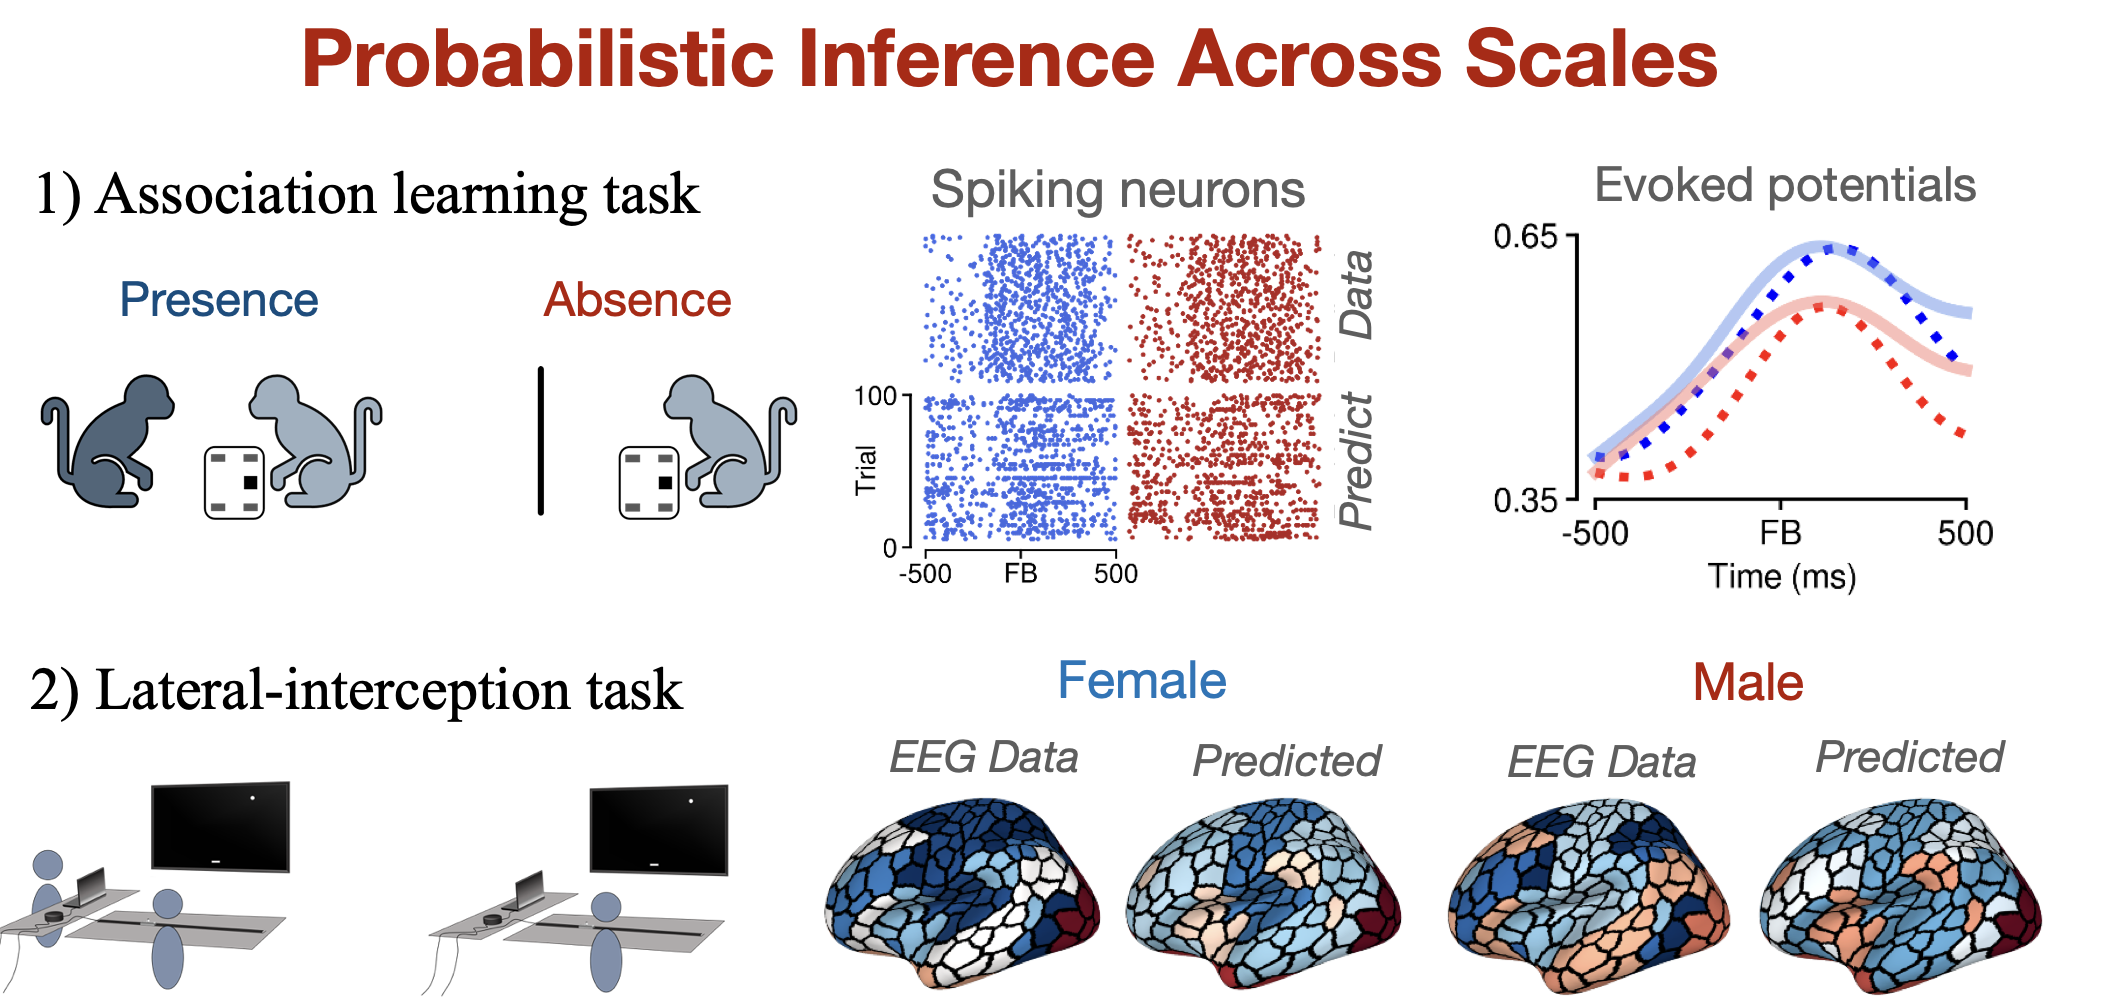 Probabilistic Inference Across Scales
1) Association learning task
Presence
Absence
Spiking neurons
Data
Predict
100
Trial
0
-500
FB
500
Evoked potentials
0.65
0.35
-500
FB
500
Time (ms)
2) Lateral-interception task
Female
Male
EEG Data
Predicted
EEG Data
Predicted